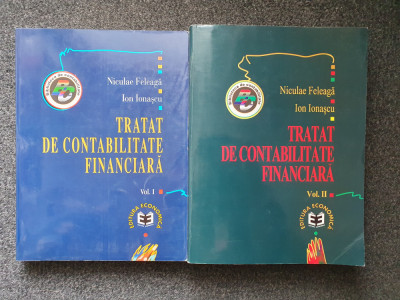 Niculae Feleagă
Ion Ionașcu
TRATAT
DE CONTABILITATE
FINANCIARĂ
Vol. I
EDITURA ECONOMICĂ
Niculae Feleagă
Ion Ionașcu
TRATAT
DE CONTABILITATE
FINANCIARĂ
Vol. II
EDITURA ECONOMICĂ